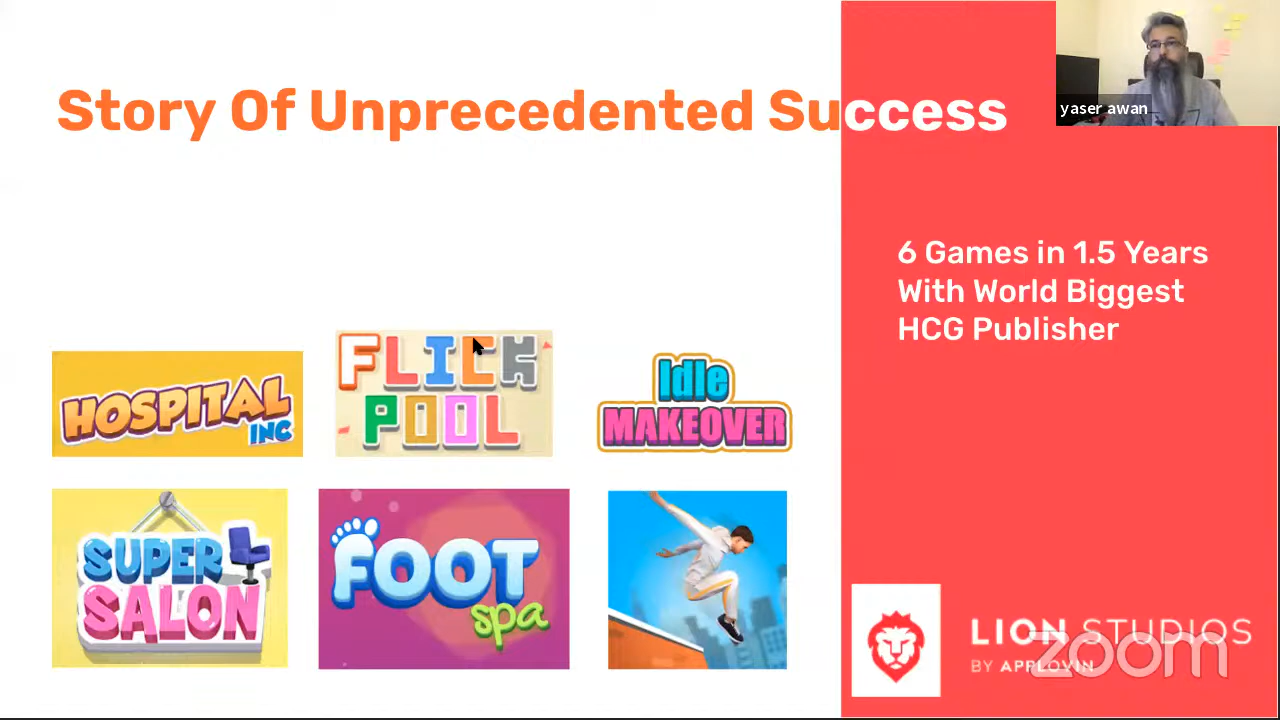 Story Of Unprecedented Success
yaser awan
6 Games in 1.5 Years
With World Biggest
HCG Publisher
HOSPITAL
INC
FLICK
POOL
Idle
MAKEOVER
SUPER
SALON
FOOT
spa
LION STUDIOS
BY APPLOVIN
zoom